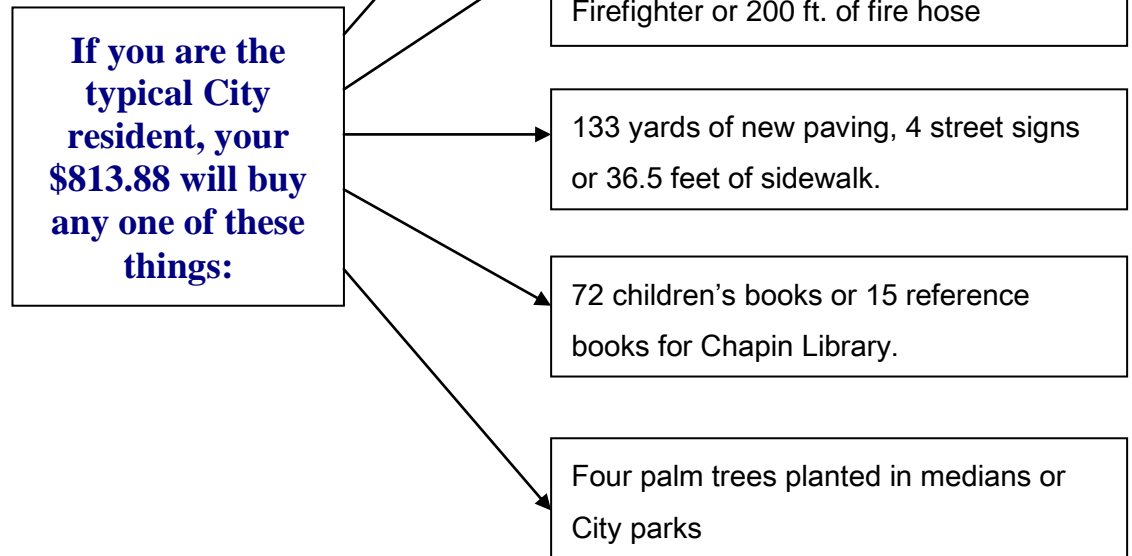 If you are the
typical City
resident, your
$813.88 will buy
any one of these
things:
Firefighter or 200 ft. of fire hose
133 yards of new paving, 4 street signs
or 36.5 feet of sidewalk.
72 children’s books or 15 reference
books for Chapin Library.
Four palm trees planted in medians or
City parks